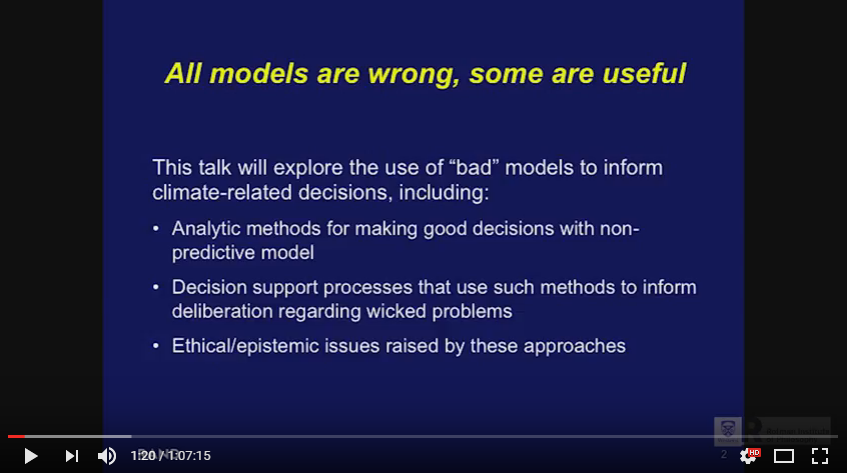 All models are wrong, some are useful
This talk will explore the use of “bad” models to inform
climate-related decisions, including:
• Analytic methods for making good decisions with non-
predictive model
• Decision support processes that use such methods to inform
deliberation regarding wicked problems
• Ethical/epistemic issues raised by these approaches
2
1:20 / 1:07:15
HD